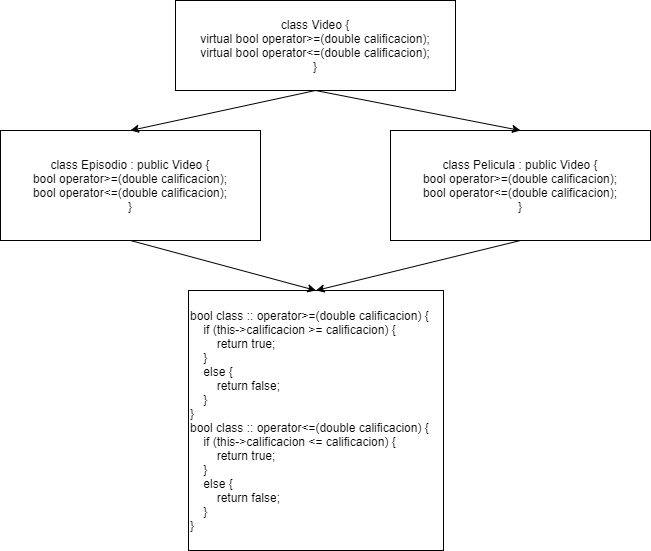 class Video {
virtual bool operator>=(double calificacion);
virtual bool operator<=(double calificacion);
}
class Episodio : public Video {
bool operator>=(double calificacion);
bool operator<=(double calificacion);
}
class Pelicula : public Video {
bool operator>=(double calificacion);
bool operator<=(double calificacion);
}
bool class :: operator>=(double calificacion) {
if (this->calificacion >= calificacion) {
return true;
}
else {
return false;
}
}
bool class :: operator<=(double calificacion) {
if (this->calificacion <= calificacion) {
return true;
}
else {
return false;
}
}